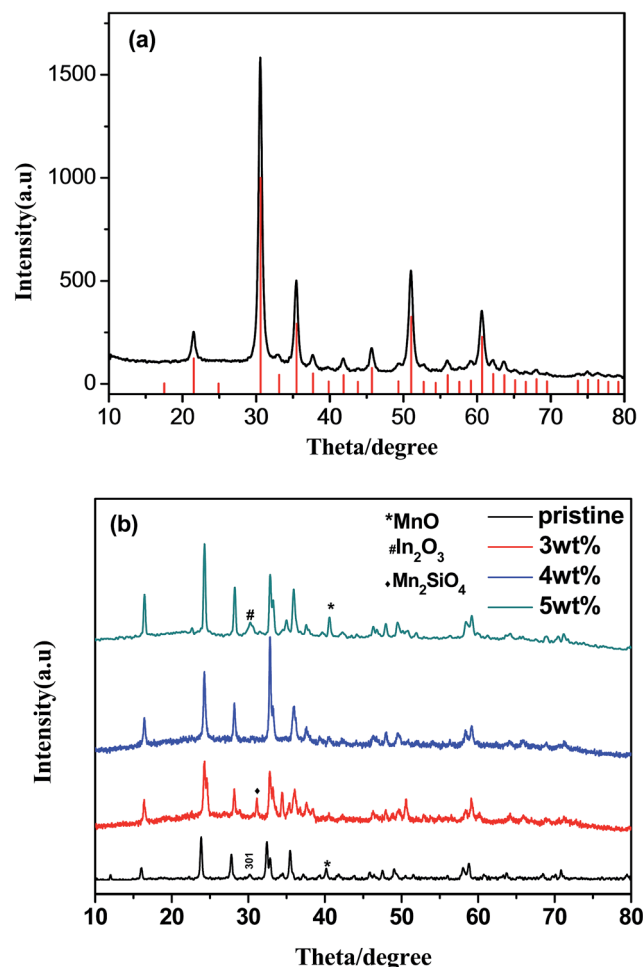 (a)
1500
1000
500
0
Intensity(a.u)
10 20 30 40 50 60 70 80
Theta/degree
(b)
*MnO
#In2O3
♦Mn2SiO4
pristine
3wt%
4wt%
5wt%
#
*
♦
301
*
Intensity(a.u)
10 20 30 40 50 60 70 80
Theta/degree